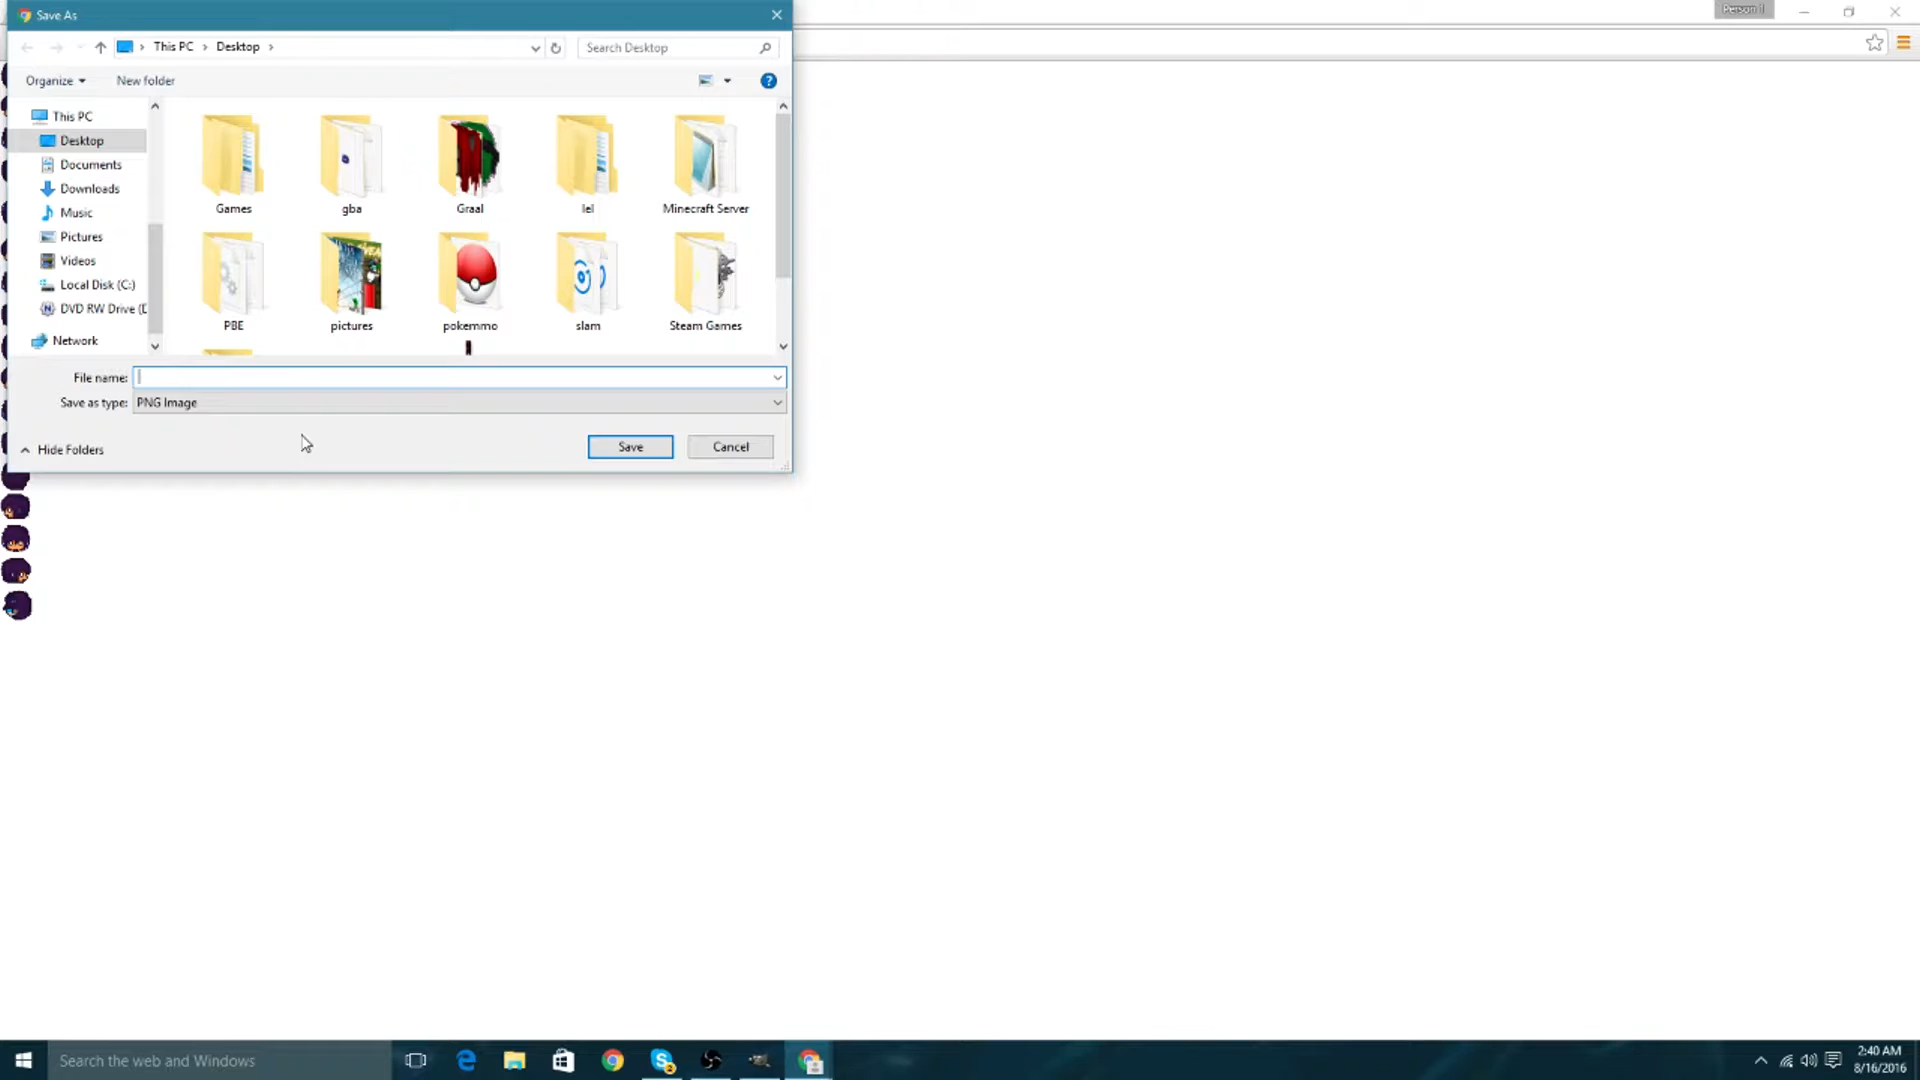 Save As
Person 1
This PC
Desktop
Search Desktop
Organize
New folder
This PC
Desktop
Documents
Downloads
Music
Pictures
Videos
Local Disk (C:)
DVD RW Drive (
Network
Games
gba
Graal
lel
Minecraft Server
PBE
pictures
pokemmo
slam
Steam Games
File name:
Save as type:
PNG Image
Hide Folders
Save
Cancel
Search the web and Windows
2
2:40 AM
8/16/2016